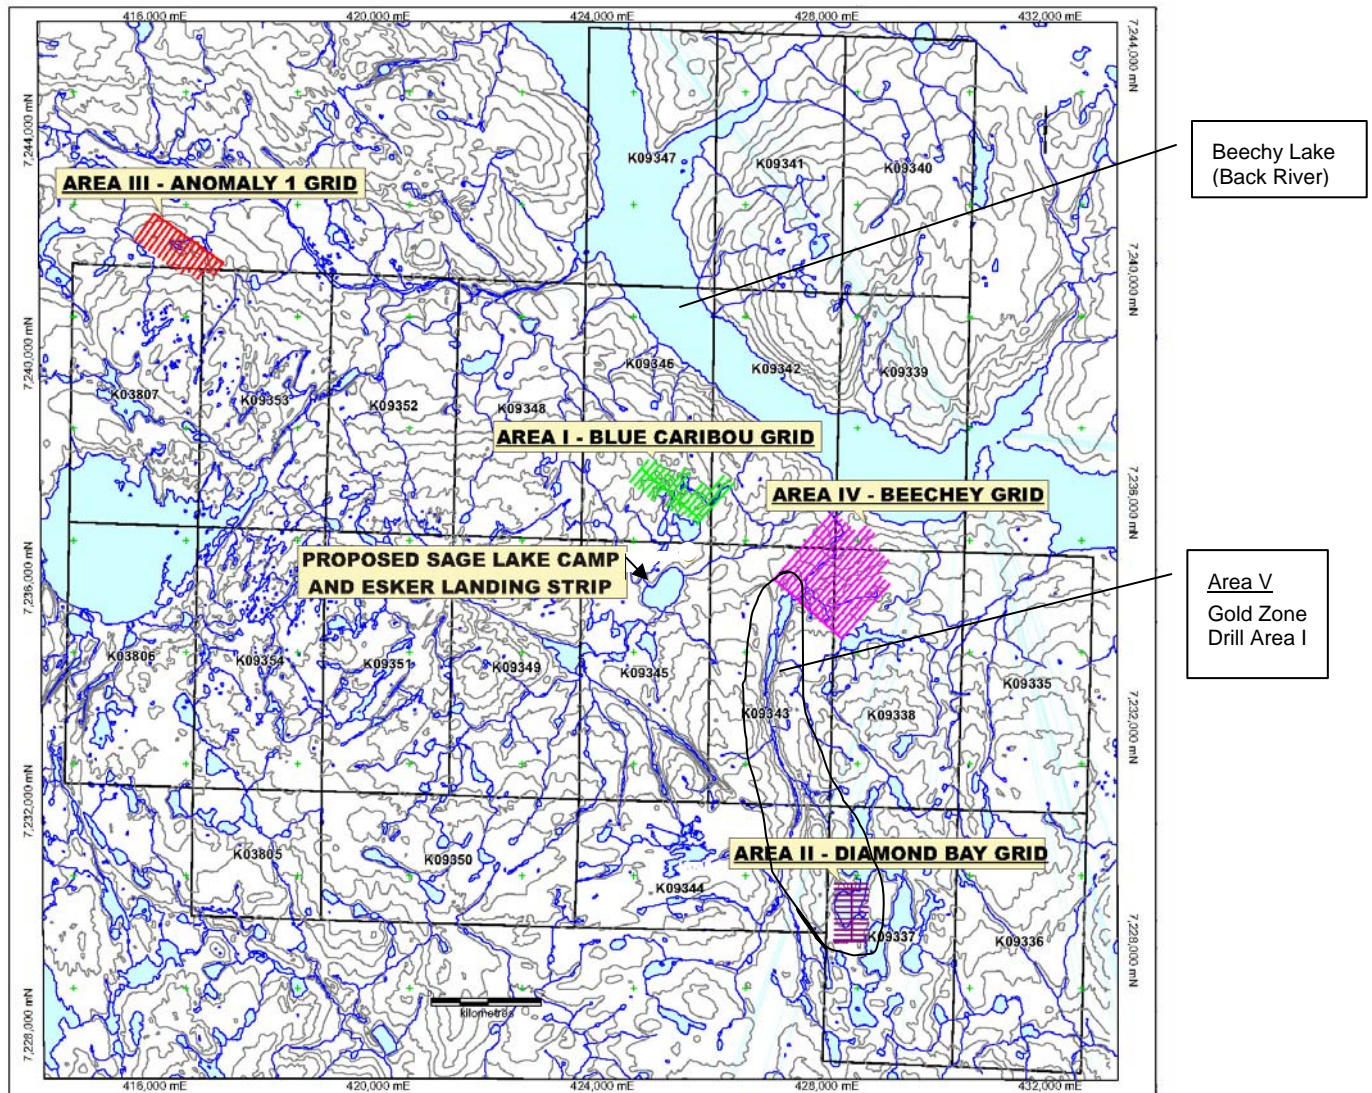 416,000 mE
420,000 mE
424,000 mE
428,000 mE
432,000 mE
7,244,000 mN
7,244,000 mN
K09347
K09341
K09340
Beechy Lake
(Back River)
AREA III - ANOMALY 1 GRID
7,240,000 mN
7,240,000 mN
K09346
K09342
K09339
K03807
K09353
K09352
K09348
AREA I - BLUE CARIBOU GRID
AREA IV - BEECHEY GRID
7,236,000 mN
7,236,000 mN
PROPOSED SAGE LAKE CAMP
AND ESKER LANDING STRIP
Area V
Gold Zone
Drill Area I
K03806
K09354
K09351
K09349
K09345
K09335
K09343
K09338
7,232,000 mN
7,232,000 mN
AREA II - DIAMOND BAY GRID
K03805
K09350
K09344
K09337
K09336
7,228,000 mN
7,228,000 mN
kilometres
416,000 mE
420,000 mE
424,000 mE
428,000 mE
432,000 mE